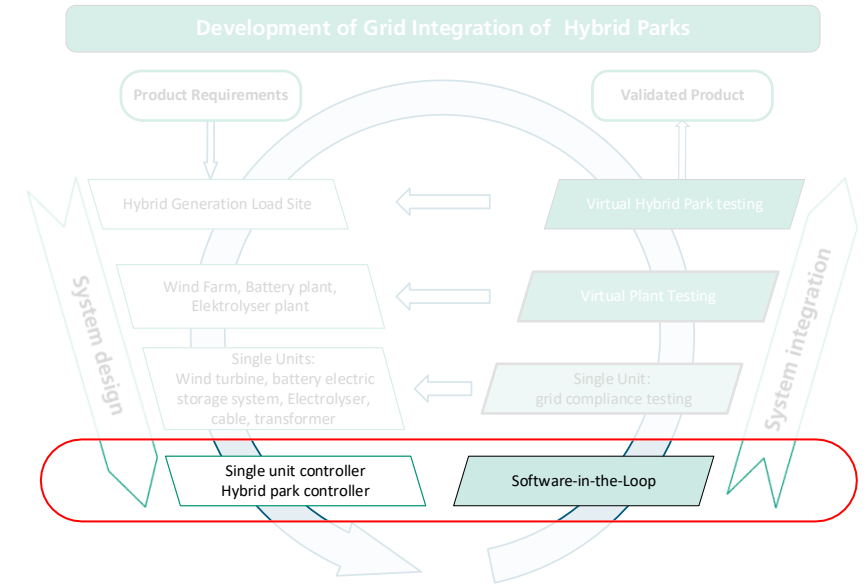 Development of Grid Integration of Hybrid Parks
Product Requirements
Validated Product
Hybrid Generation Load Site
Virtual Hybrid Park testing
Wind Farm, Battery plant,
Elektrolyser plant
Virtual Plant Testing
System design
System integration
Single Units:
Wind turbine, battery electric
storage system, Electrolyser,
cable, transformer
Single Unit:
grid compliance testing
Single unit controller
Hybrid park controller
Software-in-the-Loop